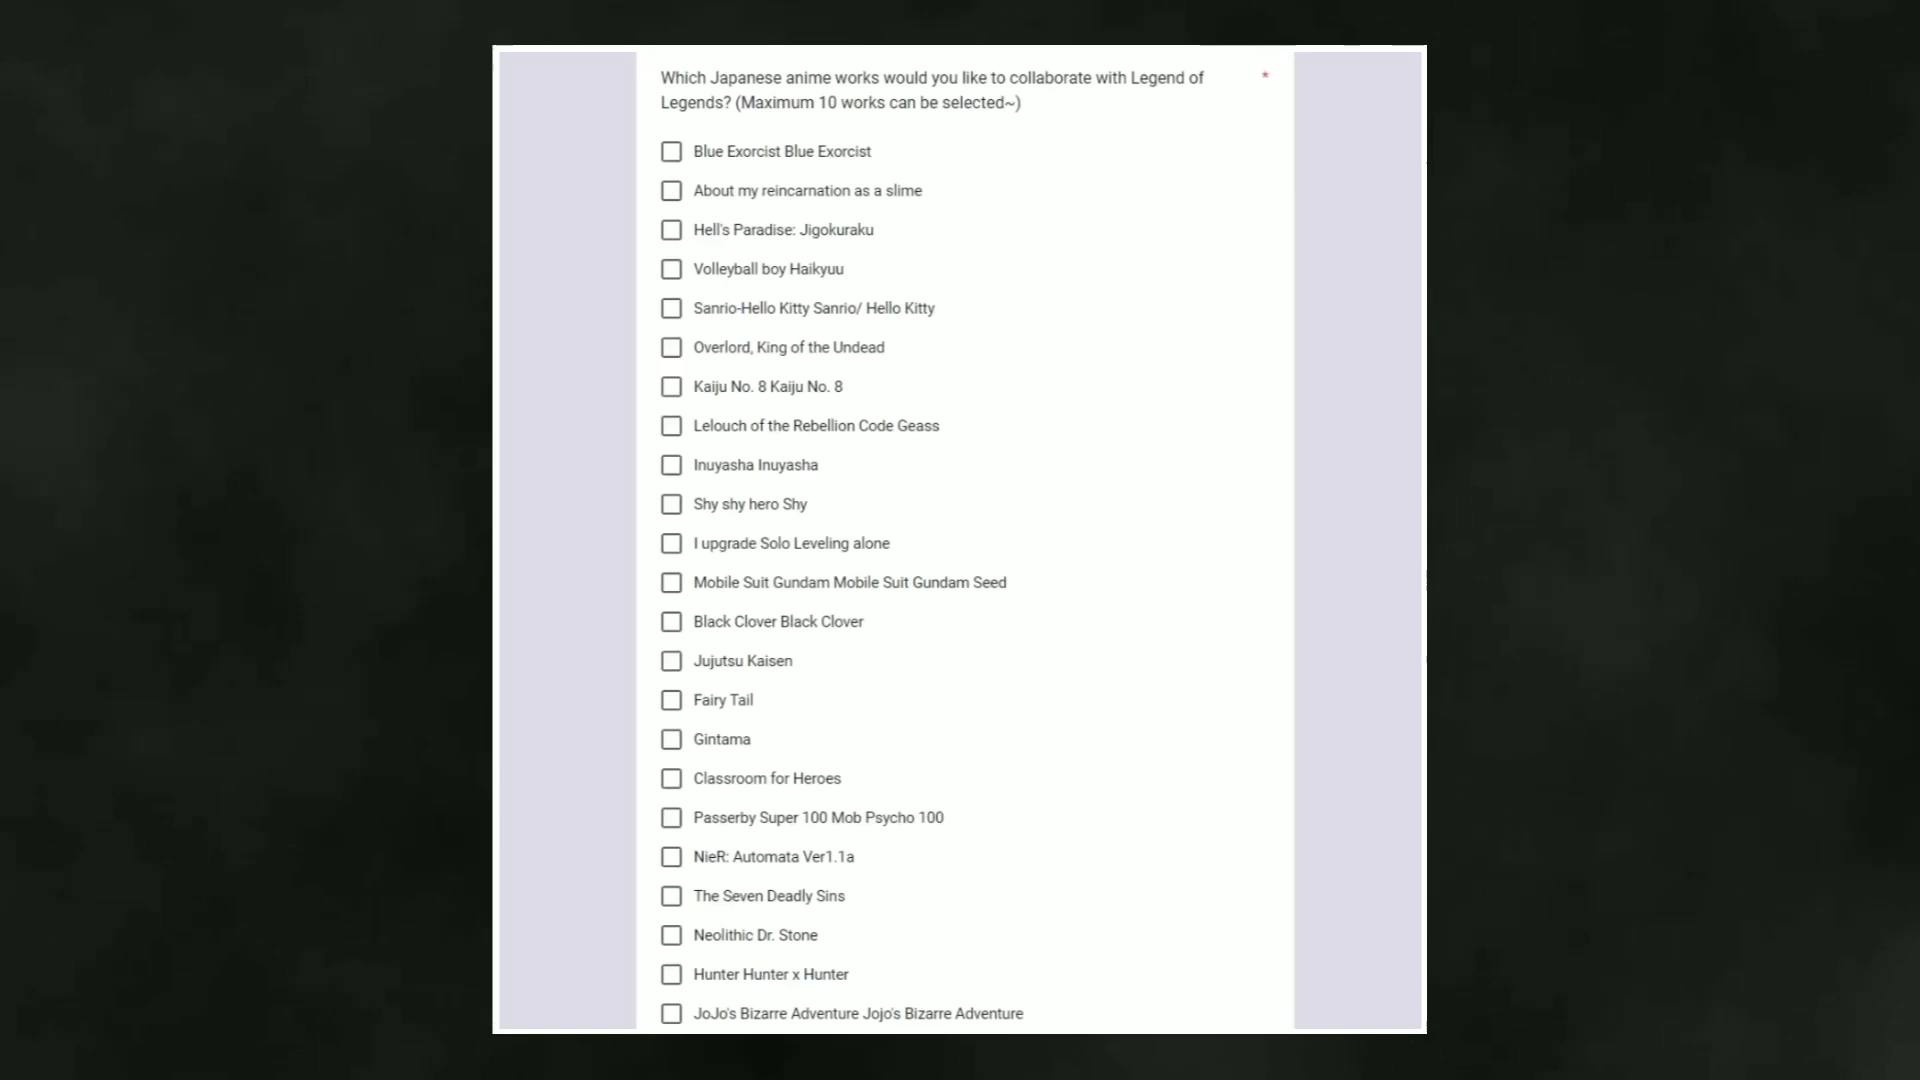 Which Japanese anime works would you like to collaborate with Legend of *
Legends? (Maximum 10 works can be selected~)
Blue Exorcist Blue Exorcist
About my reincarnation as a slime
Hell's Paradise: Jigokuraku
Volleyball boy Haikyuu
Sanrio-Hello Kitty Sanrio/ Hello Kitty
Overlord, King of the Undead
Kaiju No. 8 Kaiju No. 8
Lelouch of the Rebellion Code Geass
Inuyasha Inuyasha
Shy shy hero Shy
I upgrade Solo Leveling alone
Mobile Suit Gundam Mobile Suit Gundam Seed
Black Clover Black Clover
Jujutsu Kaisen
Fairy Tail
Gintama
Classroom for Heroes
Passerby Super 100 Mob Psycho 100
NieR: Automata Ver1.1a
The Seven Deadly Sins
Neolithic Dr. Stone
Hunter Hunter x Hunter
JoJo's Bizarre Adventure Jojo's Bizarre Adventure